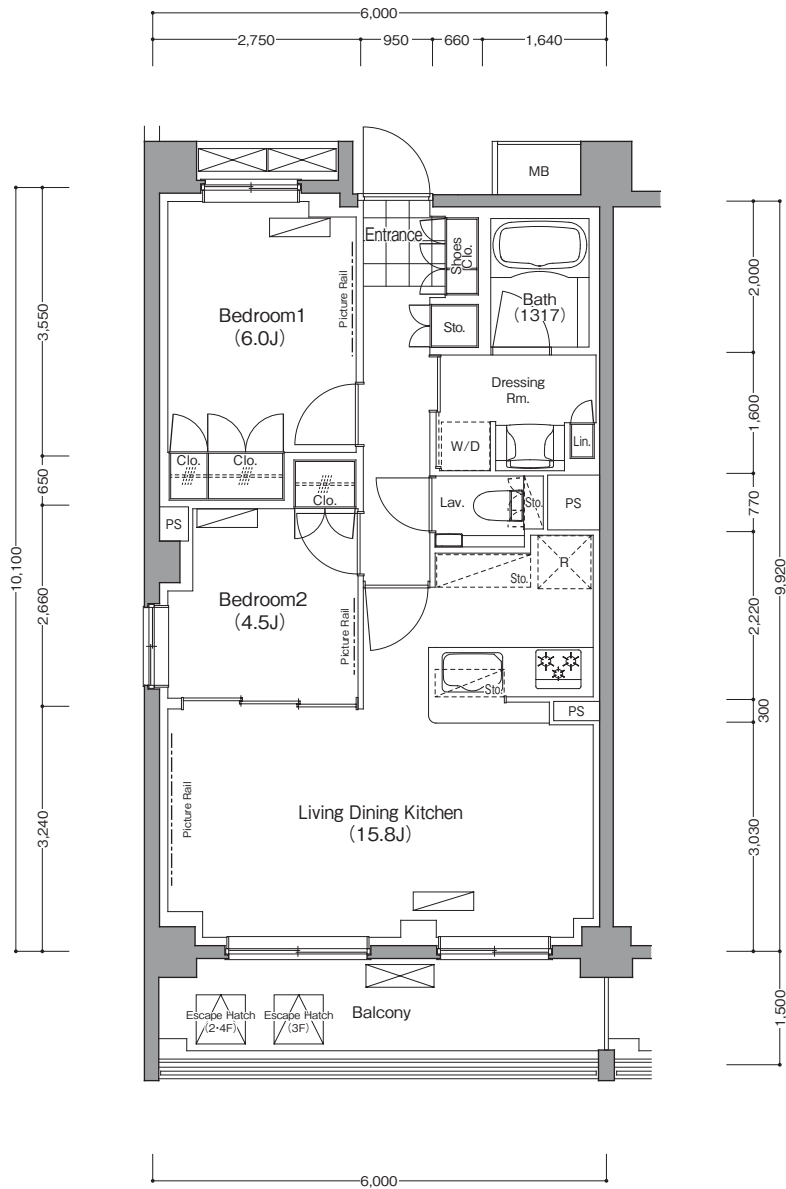 6,000
2,750
950
660
1,640
MB
Entrance
Shoes
Clo.
Bath
(1317)
Sto.
2,000
Picture Rail
Bedroom1
(6.0J)
3,550
Dressing
Rm.
1,600
W/D
Lin.
Clo.
Clo.
Clo.
650
Lav.
Sto.
PS
770
PS
10,100
9,920
R
Sto.
Bedroom2
(4.5J)
Picture Rail
2,660
2,220
Sto.
PS
300
Living Dining Kitchen
(15.8J)
Picture Rail
3,240
3,030
Escape Hatch
(2・4F)
Escape Hatch
(3F)
Balcony
1.500
6,000